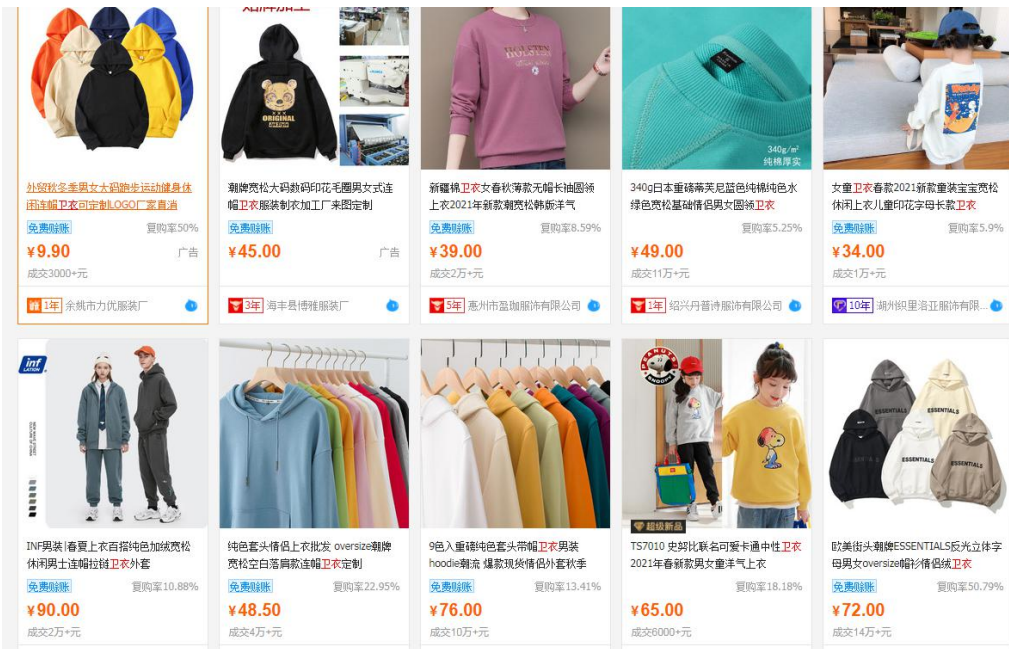 ORIGINAL
HOLSTEN
340g/m²
纯棉厚实
Woody
外贸秋冬季男女大码跑步运动健身休
闲连帽卫衣可定制LOGO厂家直消
免费赊账
复购率50%
¥9.90
广告
成交3000+元
1年
余姚市力优服装厂
潮牌宽松大码数码印花毛圈男女式连
帽卫衣服装制衣加工厂来图定制
免费赊账
¥45.00
广告
3年
海丰县博雅服装厂
新疆棉卫衣女春秋薄款无帽长袖圆领
上衣2021年新款潮宽松韩版洋气
免费赊账
复购率8.59%
¥39.00
成交2万+元
5年
惠州市盈珈服饰有限公司
340g日本重磅蒂芙尼蓝色纯棉纯色水
绿色宽松基础情侣男女圆领卫衣
复购率5.25%
¥49.00
成交11万+元
1年
绍兴丹普诗服饰有限公司
女童卫衣春款2021新款童装宝宝宽松
休闲上衣儿童印花字母长款卫衣
免费赊账
复购率5.9%
¥34.00
成交1万+元
10年
湖州织里洛亚服饰有限...
inf
LATION
PEANUTS
SNOOPY
超级新品
ESSENTIALS
ESSENTIALS
ESSENTIALS
ESSENTIALS
INF男装|春夏上衣百搭纯色加绒宽松
休闲男士连帽拉链卫衣外套
免费赊账
复购率10.88%
¥90.00
成交2万+元
纯色套头情侣上衣批发 oversize潮牌
宽松空白落肩款连帽卫衣定制
免费赊账
复购率22.95%
¥48.50
成交4万+元
9色入重磅纯色套头带帽卫衣男装
hoodie潮流 爆款现货情侣外套秋季
免费赊账
复购率13.41%
¥76.00
成交10万+元
TS7010 史努比联名可爱卡通中性卫衣
2021年春新款男女童洋气上衣
复购率18.18%
¥65.00
成交6000+元
欧美街头潮牌ESSENTIALS反光立体字
母男女oversize帽衫情侣绒卫衣
免费赊账
复购率50.79%
¥72.00
成交14万+元